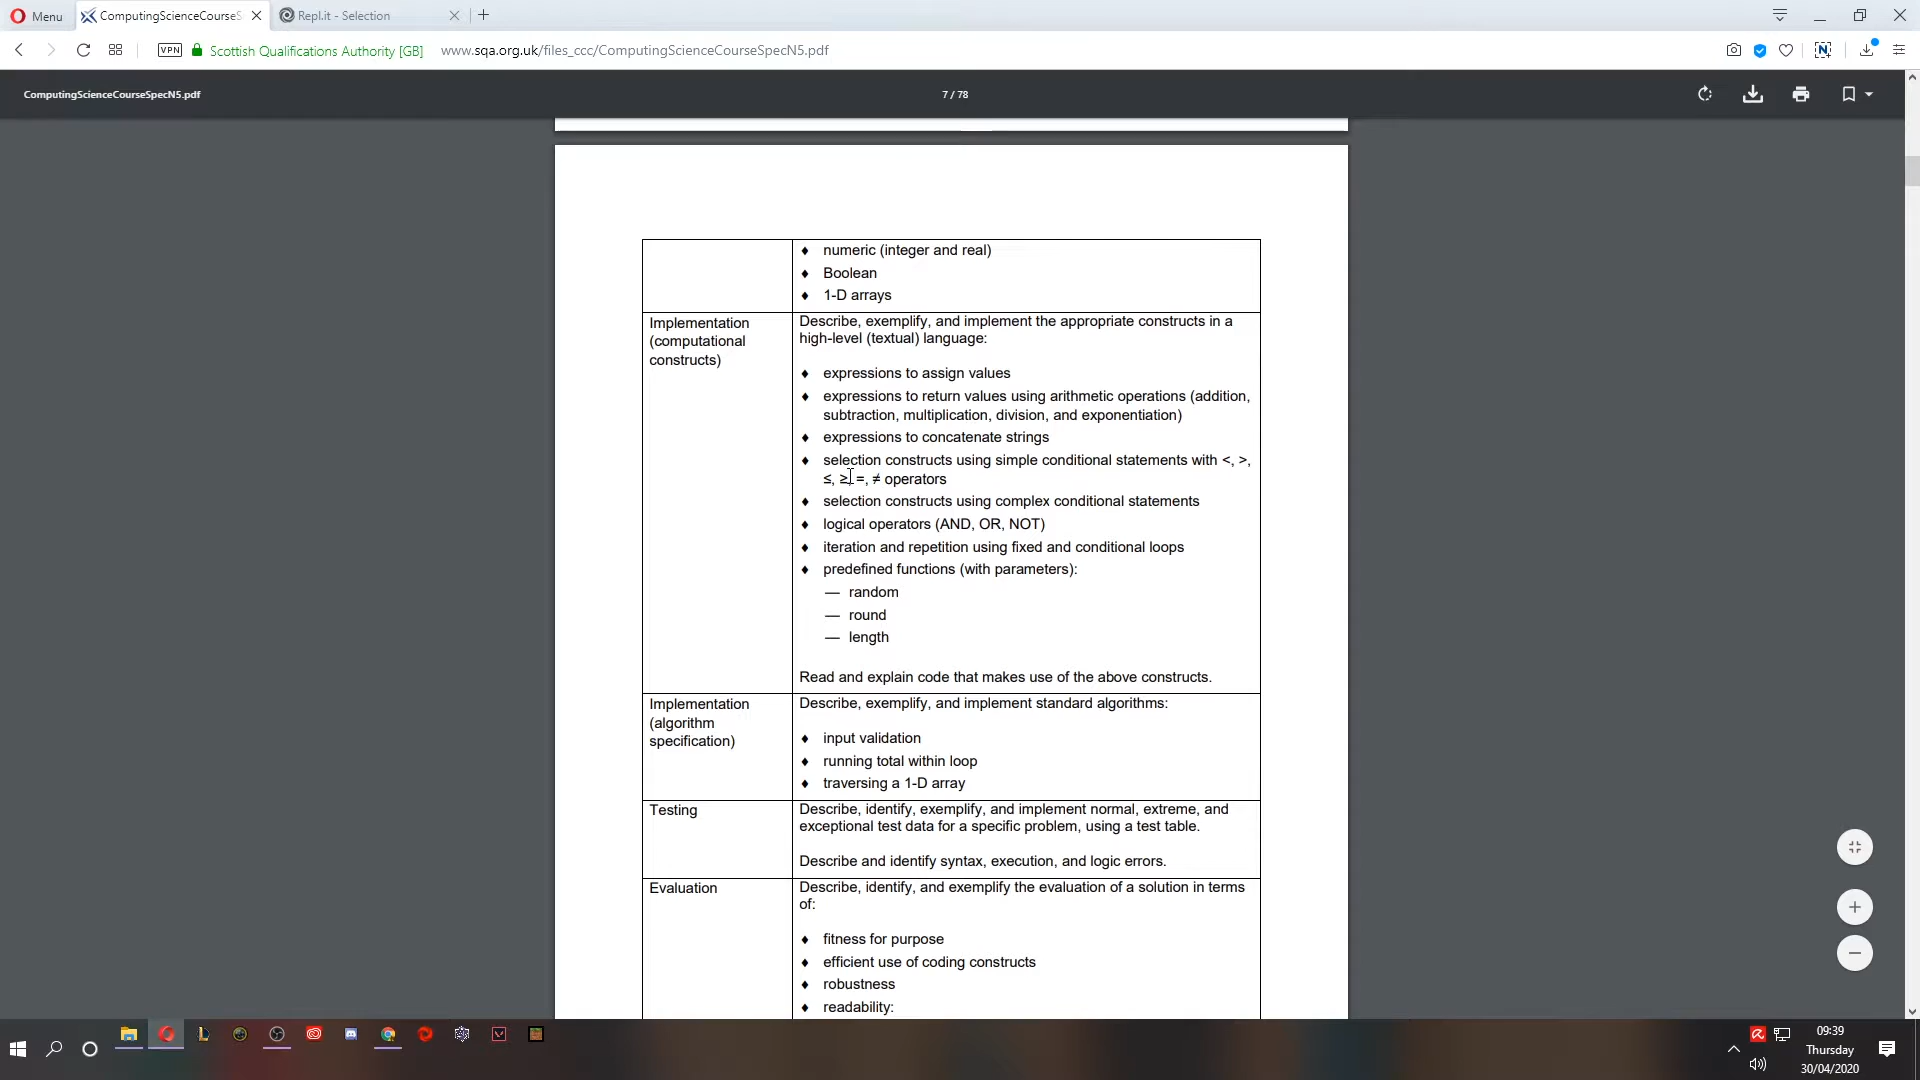 Menu
ComputingScienceCourseS
Repl.it - Selection
VPN
Scottish Qualifications Authority [GB]
www.sqa.org.uk/files_ccc/ComputingScienceCourseSpecN5.pdf
ComputingScienceCourseSpecN5.pdf
7 / 78
♦ numeric (integer and real)
♦ Boolean
♦ 1-D arrays
Implementation
(computational
constructs)
Describe, exemplify, and implement the appropriate constructs in a
high-level (textual) language:
♦ expressions to assign values
♦ expressions to return values using arithmetic operations (addition,
subtraction, multiplication, division, and exponentiation)
♦ expressions to concatenate strings
♦ selection constructs using simple conditional statements with <, >,
≤, ≥, =, ≠ operators
♦ selection constructs using complex conditional statements
♦ logical operators (AND, OR, NOT)
♦ iteration and repetition using fixed and conditional loops
♦ predefined functions (with parameters):
— random
— round
— length
Read and explain code that makes use of the above constructs.
Implementation
(algorithm
specification)
Describe, exemplify, and implement standard algorithms:
♦ input validation
♦ running total within loop
♦ traversing a 1-D array
Testing
Describe, identify, exemplify, and implement normal, extreme, and
exceptional test data for a specific problem, using a test table.
Describe and identify syntax, execution, and logic errors.
Evaluation
Describe, identify, and exemplify the evaluation of a solution in terms
of:
♦ fitness for purpose
♦ efficient use of coding constructs
♦ robustness
♦ readability:
09:39
Thursday
30/04/2020